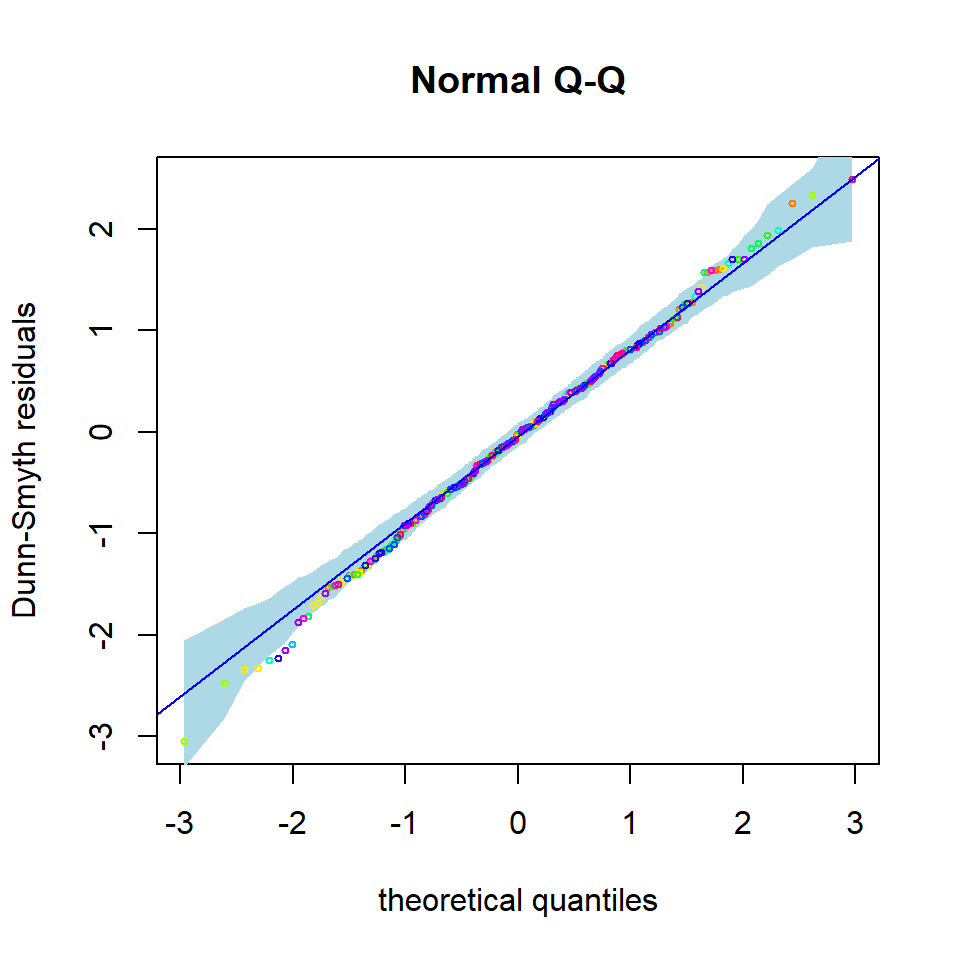 Normal Q-Q
Dunn-Smyth residuals
2
1
0
-1
-2
-3
-3 -2 -1 0 1 2 3
theoretical quantiles